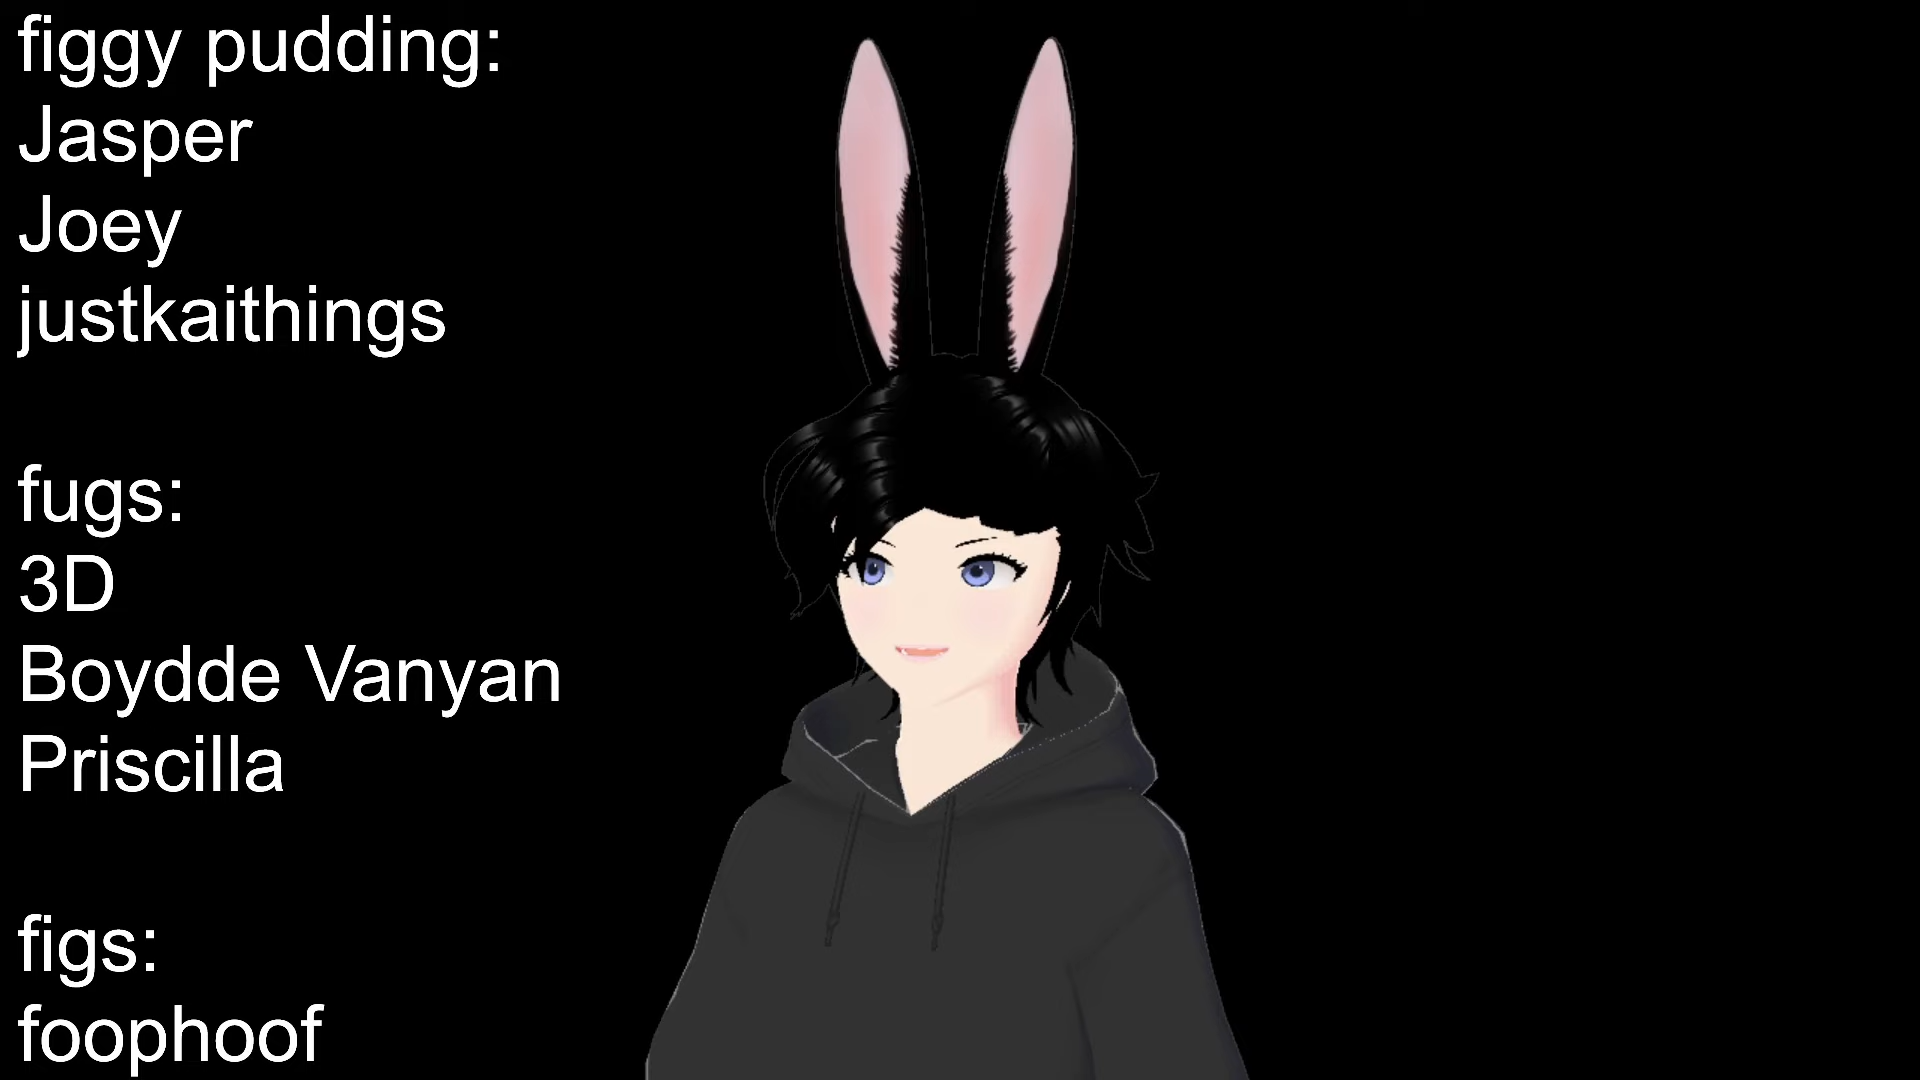 figgy pudding:
Jasper
Joey
justkaithings
fugs:
3D
Boydde Vanyan
Priscilla
figs:
foophoof